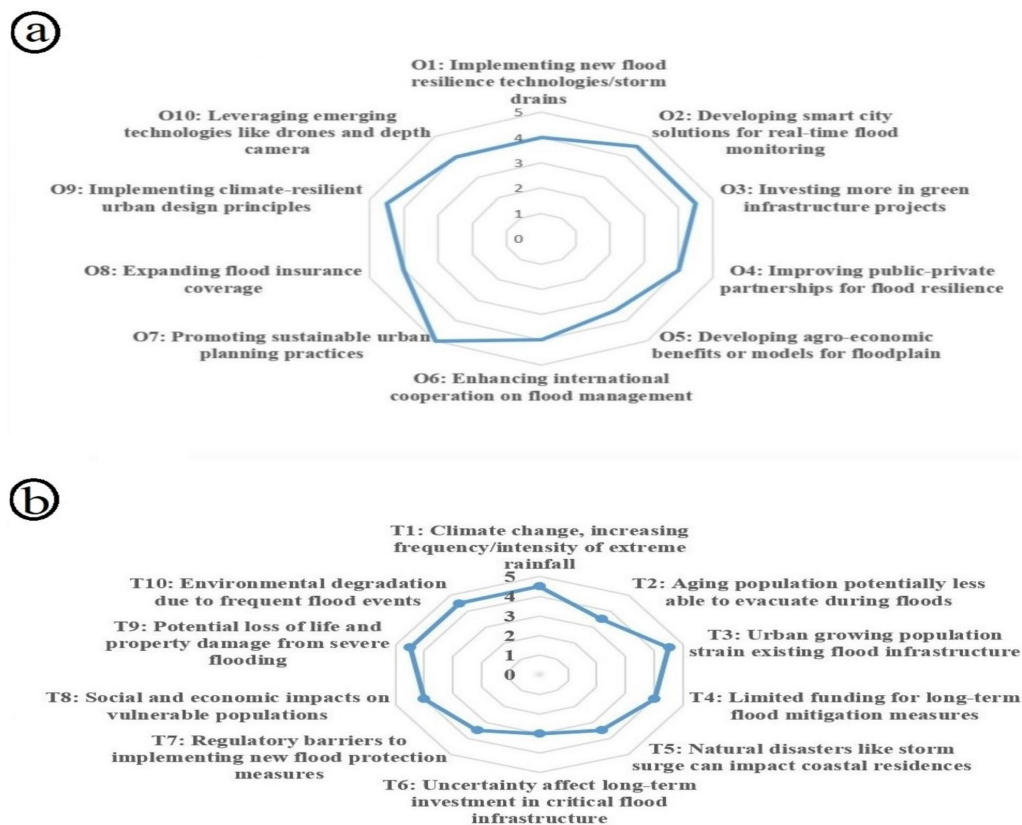 a
O1: Implementing new flood
resilience technologies/storm
drains
O2: Developing smart city
solutions for real-time flood
monitoring
O3: Investing more in green
infrastructure projects
O4: Improving public-private
partnerships for flood resilience
O5: Developing agro-economic
benefits or models for floodplain
O6: Enhancing international
cooperation on flood management
O7: Promoting sustainable urban
planning practices
O8: Expanding flood insurance
coverage
O9: Implementing climate-resilient
urban design principles
O10: Leveraging emerging
technologies like drones and depth
camera
5
4
3
2
1
0
b
T1: Climate change, increasing
frequency/intensity of extreme
rainfall
T2: Aging population potentially less
able to evacuate during floods
T3: Urban growing population
strain existing flood infrastructure
T4: Limited funding for long-term
flood mitigation measures
T5: Natural disasters like storm
surge can impact coastal residences
T6: Uncertainty affect long-term
investment in critical flood
infrastructure
T7: Regulatory barriers to
implementing new flood protection
measures
T8: Social and economic impacts on
vulnerable populations
T9: Potential loss of life and
property damage from severe
flooding
T10: Environmental degradation
due to frequent flood events
5
4
3
2
1
0